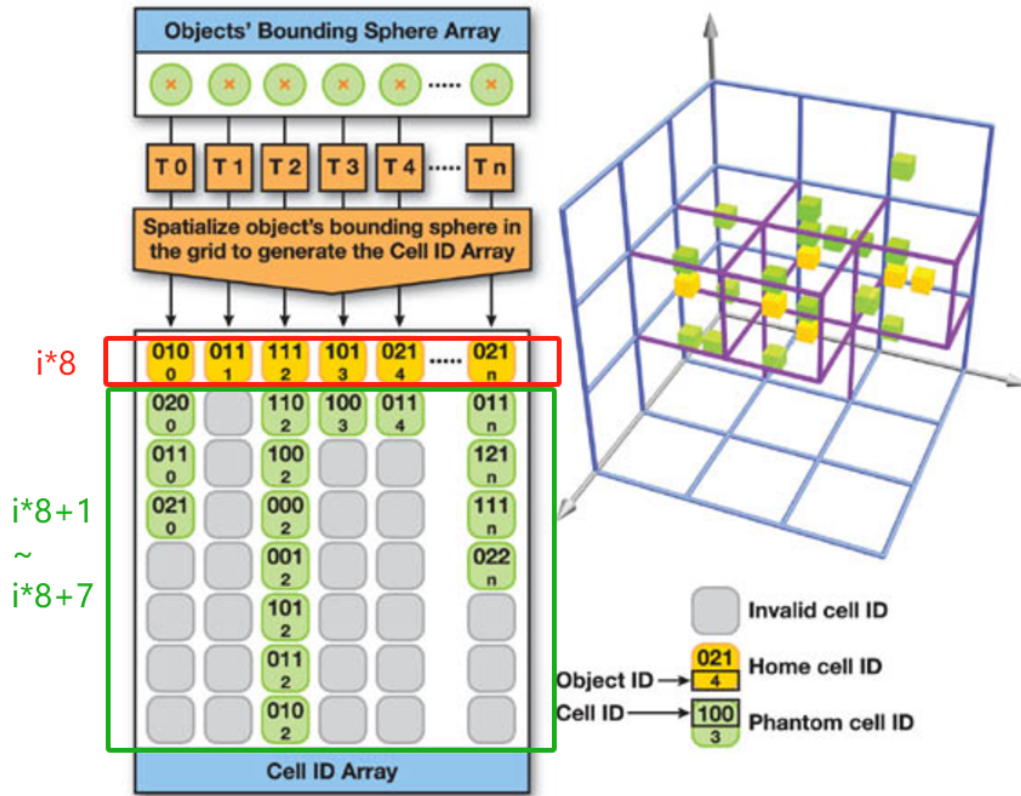 Objects' Bounding Sphere Array
T 0 T 1 T 2 T 3 T 4 ····· T n
Spatialize object's bounding sphere in
the grid to generate the Cell ID Array
i*8
010 011 111 101 021 ····· 021
0 1 2 3 4 n
020 110 100 011 011
0 2 3 4 n
011 100 121
0 2 n
i*8+1
021 000 111
0 2 n
~
001 022
2 n
i*8+7
101
2
011
2
010
2
Cell ID Array
Invalid cell ID
021
4
Home cell ID
Object ID
Cell ID
100
3
Phantom cell ID